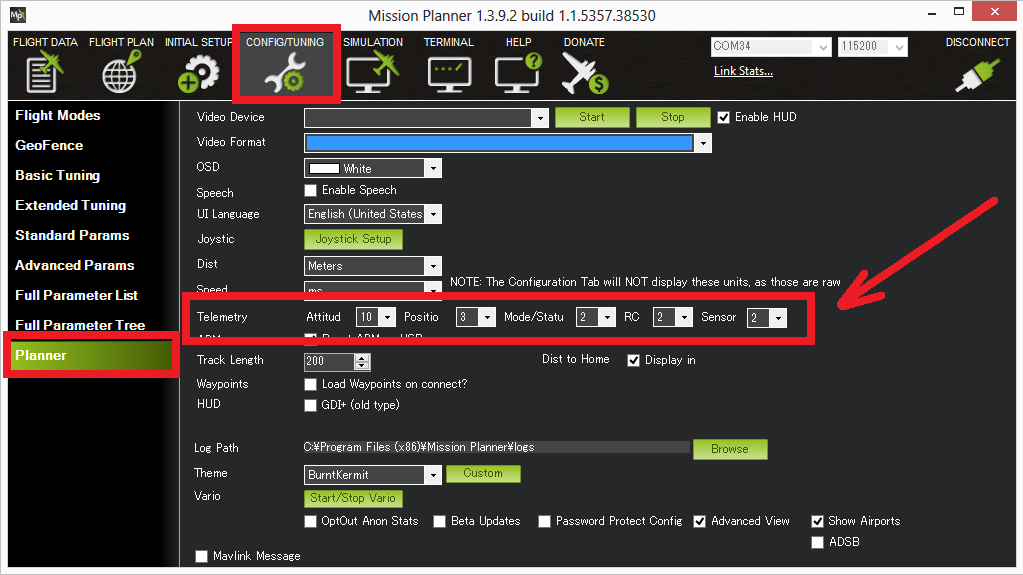 Mp
Mission Planner 1.3.9.2 build 1.1.5357.38530
FLIGHT DATA FLIGHT PLAN INITIAL SETUP CONFIG/TUNING SIMULATION TERMINAL HELP DONATE COM34 115200 DISCONNECT
Link Stats...
Flight Modes
GeoFence
Basic Tuning
Extended Tuning
Standard Params
Advanced Params
Full Parameter List
Full Parameter Tree
Planner
Video Device Start Stop Enable HUD
Video Format
OSD White
Speech Enable Speech
UI Language English (United States
Joystic Joystick Setup
Dist Meters
NOTE: The Configuration Tab will NOT display these units, as those are raw
Speed ms
Telemetry Attitud 10 Positio 3 Mode/Statu 2 RC 2 Sensor 2
Track Length 200 Dist to Home Display in
Waypoints Load Waypoints on connect?
HUD GDI+ (old type)
Log Path C:¥Program Files (x86)¥Mission Planner¥logs Browse
Theme BurntKermit Custom
Vario Start/Stop Vario
OptOut Anon Stats Beta Updates Password Protect Config Advanced View Show Airports
ADSB
Mavlink Message